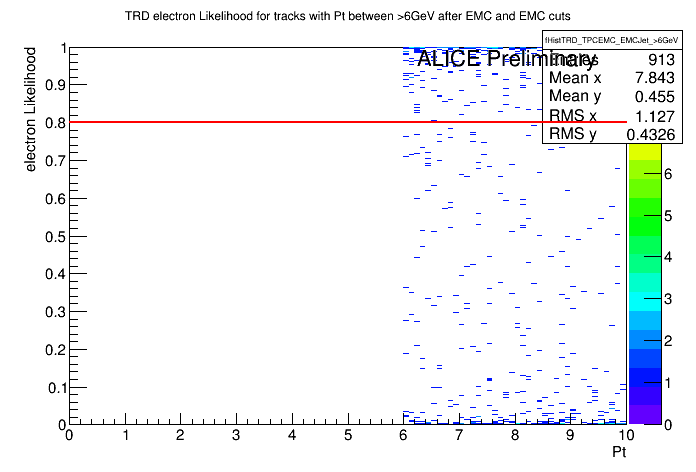 TRD electron Likelihood for tracks with Pt between >6GeV after EMC and EMC cuts
ALICE Preliminary
fHistTRD_TPCEMC_EMCJet_>6GeV
913
Mean x 7.843
Mean y 0.455
RMS x 1.127
RMS y 0.4326
electron Likelihood
1
0.9
0.8
0.7
0.6
0.5
0.4
0.3
0.2
0.1
0
0 1 2 3 4 5 6 7 8 9 10
Pt
6
5
4
3
2
1
0